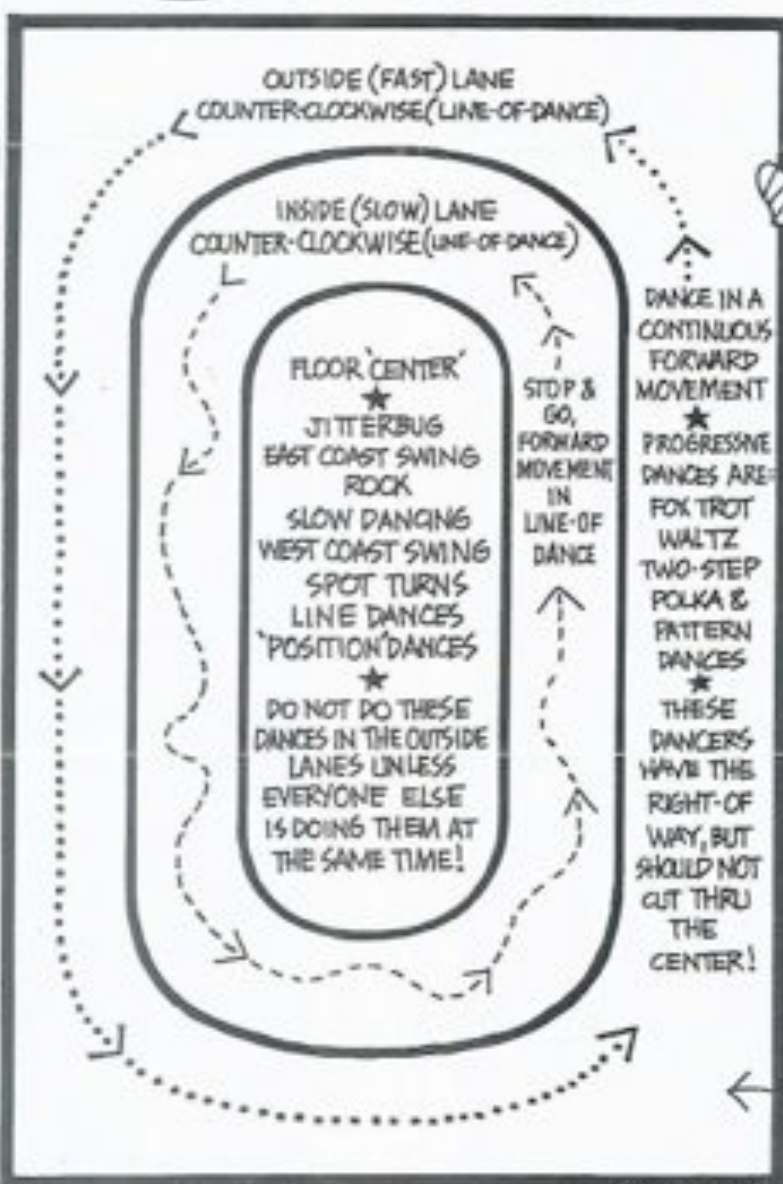 OUTSIDE (FAST) LANE
COUNTER-CLOCKWISE (LINE-OF-DANCE)
INSIDE (SLOW) LANE
COUNTER-CLOCKWISE (LINE-OF-DANCE)
FLOOR 'CENTER'
JITTERBUG
EAST COAST SWING
ROCK
SLOW DANCING
WEST COAST SWING
SPOT TURNS
LINE DANCES
'POSITION' DANCES
DO NOT DO THESE
DANCES IN THE OUTSIDE
LANES UNLESS
EVERYONE ELSE
IS DOING THEM AT
THE SAME TIME!
STOP &
GO,
FORWARD
MOVEMENT
IN
LINE-OF
DANCE
DANCE IN A
CONTINUOUS
FORWARD
MOVEMENT
PROGRESSIVE
DANCES ARE:
FOX TROT
WALTZ
TWO-STEP
POLKA &
PATTERN
DANCES
THESE
DANCERS
HAVE THE
RIGHT-OF
WAY, BUT
SHOULD NOT
CUT THRU
THE
CENTER!